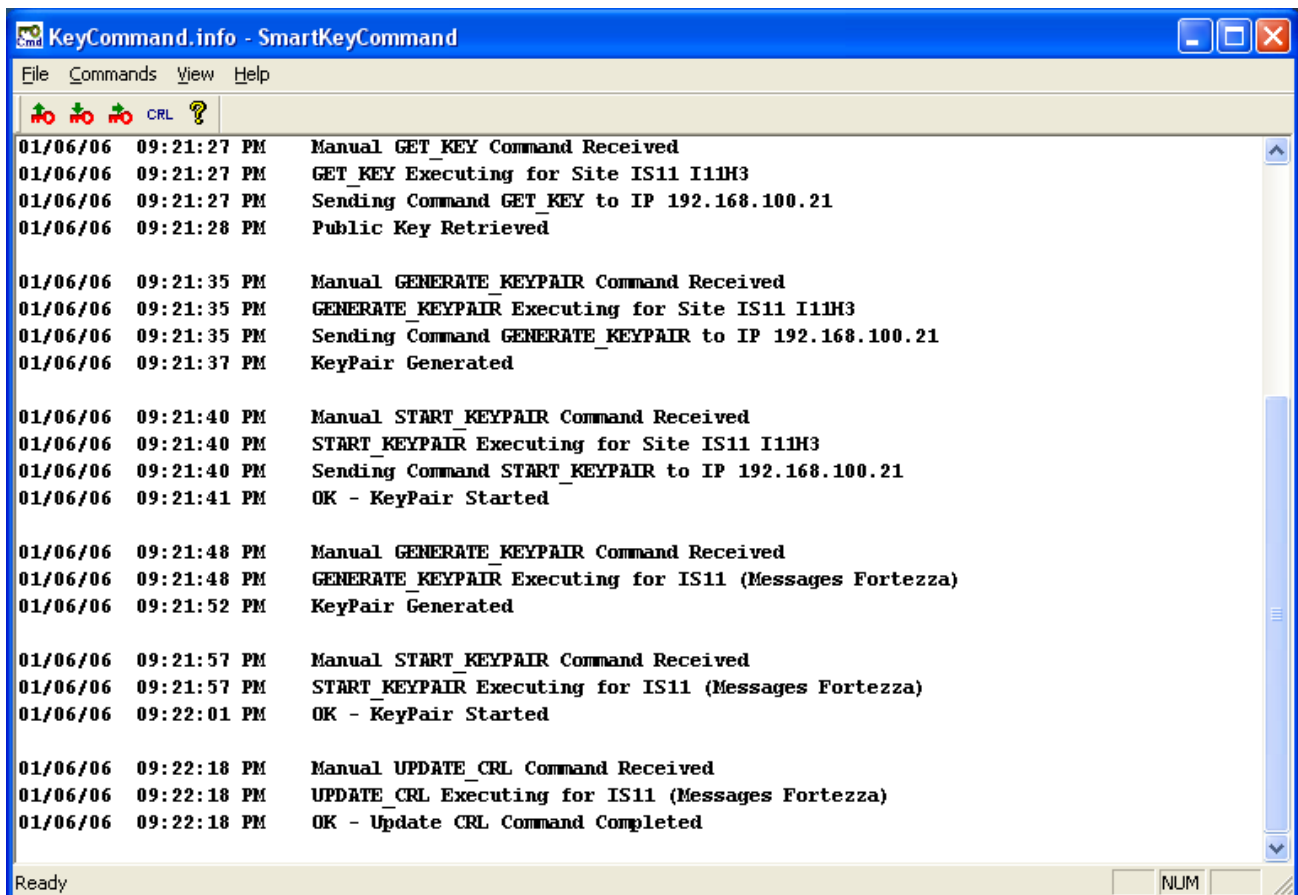 KeyCommand.info - SmartKeyCommand
File Commands View Help
CRL
01/06/06 09:21:27 PM Manual GET_KEY Command Received
01/06/06 09:21:27 PM GET_KEY Executing for Site IS11 I11H3
01/06/06 09:21:27 PM Sending Command GET_KEY to IP 192.168.100.21
01/06/06 09:21:28 PM Public Key Retrieved
01/06/06 09:21:35 PM Manual GENERATE_KEYPAIR Command Received
01/06/06 09:21:35 PM GENERATE_KEYPAIR Executing for Site IS11 I11H3
01/06/06 09:21:35 PM Sending Command GENERATE_KEYPAIR to IP 192.168.100.21
01/06/06 09:21:37 PM KeyPair Generated
01/06/06 09:21:40 PM Manual START_KEYPAIR Command Received
01/06/06 09:21:40 PM START_KEYPAIR Executing for Site IS11 I11H3
01/06/06 09:21:40 PM Sending Command START_KEYPAIR to IP 192.168.100.21
01/06/06 09:21:41 PM OK - KeyPair Started
01/06/06 09:21:48 PM Manual GENERATE_KEYPAIR Command Received
01/06/06 09:21:48 PM GENERATE_KEYPAIR Executing for IS11 (Messages Fortezza)
01/06/06 09:21:52 PM KeyPair Generated
01/06/06 09:21:57 PM Manual START_KEYPAIR Command Received
01/06/06 09:21:57 PM START_KEYPAIR Executing for IS11 (Messages Fortezza)
01/06/06 09:22:01 PM OK - KeyPair Started
01/06/06 09:22:18 PM Manual UPDATE_CRL Command Received
01/06/06 09:22:18 PM UPDATE_CRL Executing for IS11 (Messages Fortezza)
01/06/06 09:22:18 PM OK - Update CRL Command Completed
Ready NUM